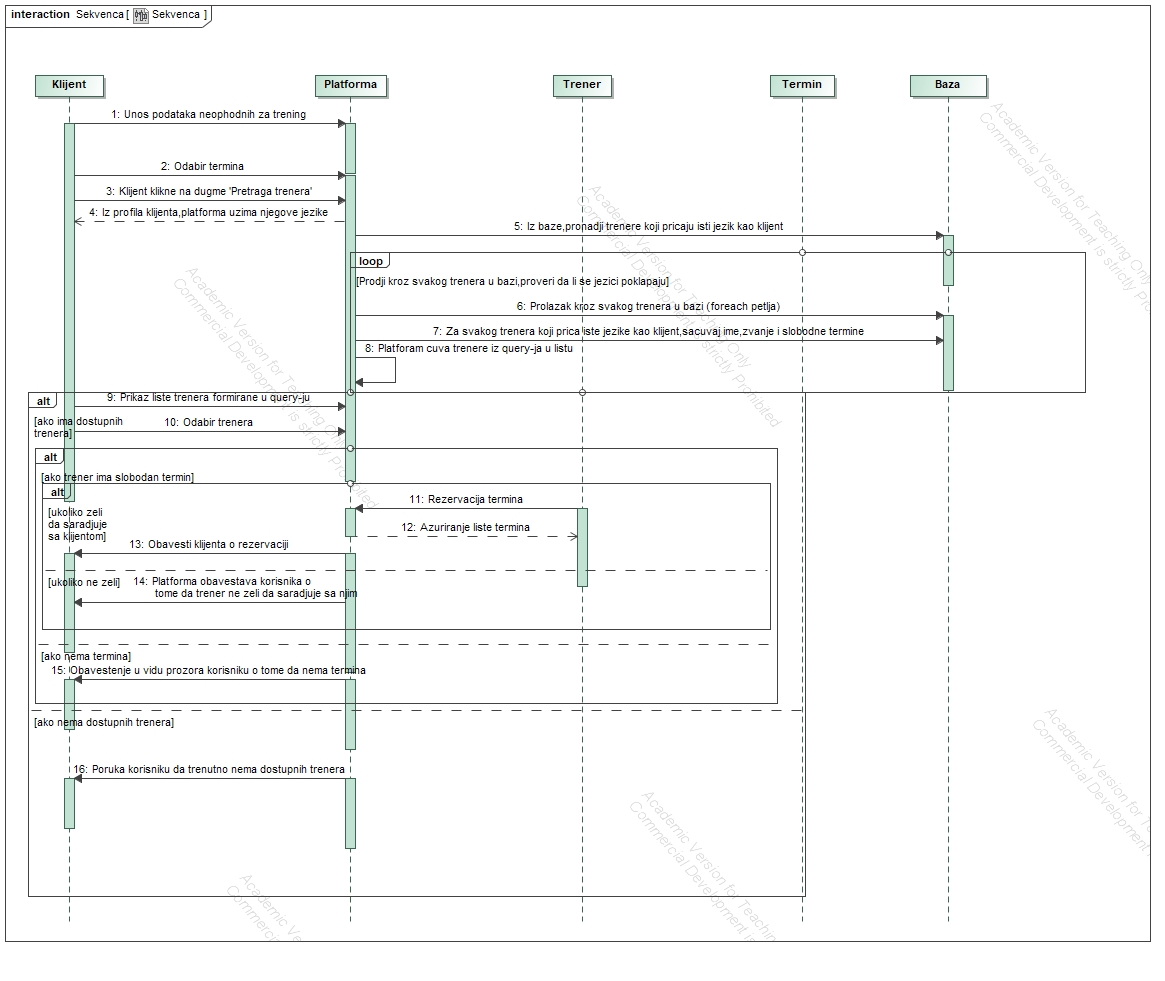 interaction Sekvenca [ Sekvenca ]
Klijent
Platforma
Trener
Termin
Baza
1: Unos podataka neophodnih za trening
2: Odabir termina
3: Klijent klikne na dugme 'Pretraga trenera'
4: Iz profila klijenta,platforma uzima njegove jezike
5: Iz baze,pronadji trenere koji pricaju isti jezik kao klijent
loop
[Prodji kroz svakog trenera u bazi,proveri da li se jezici poklapaju]
6: Prolazak kroz svakog trenera u bazi (foreach petlja)
7: Za svakog trenera koji prica iste jezike kao klijent,sacuvaj ime,zvanje i slobodne termine
8: Platforam cuva trenere iz query-ja u listu
alt
9: Prikaz liste trenera formirane u query-ju
[ako ima dostupnih
trenera]
10: Odabir trenera
alt
[ako trener ima slobodan termin]
alt
11: Rezervacija termina
[ukoliko zeli
da saradjuje
sa klijentom]
12: Azuriranje liste termina
13: Obavesti klijenta o rezervaciji
[ukoliko ne zeli]
14: Platforma obavestava korisnika o
tome da trener ne zeli da saradjuje sa njim
[ako nema termina]
15: Obavestenje u vidu prozora korisniku o tome da nema termina
[ako nema dostupnih trenera]
16: Poruka korisniku da trenutno nema dostupnih trenera
Academic Version for Teaching Only
Commercial Development is strictly Prohibited